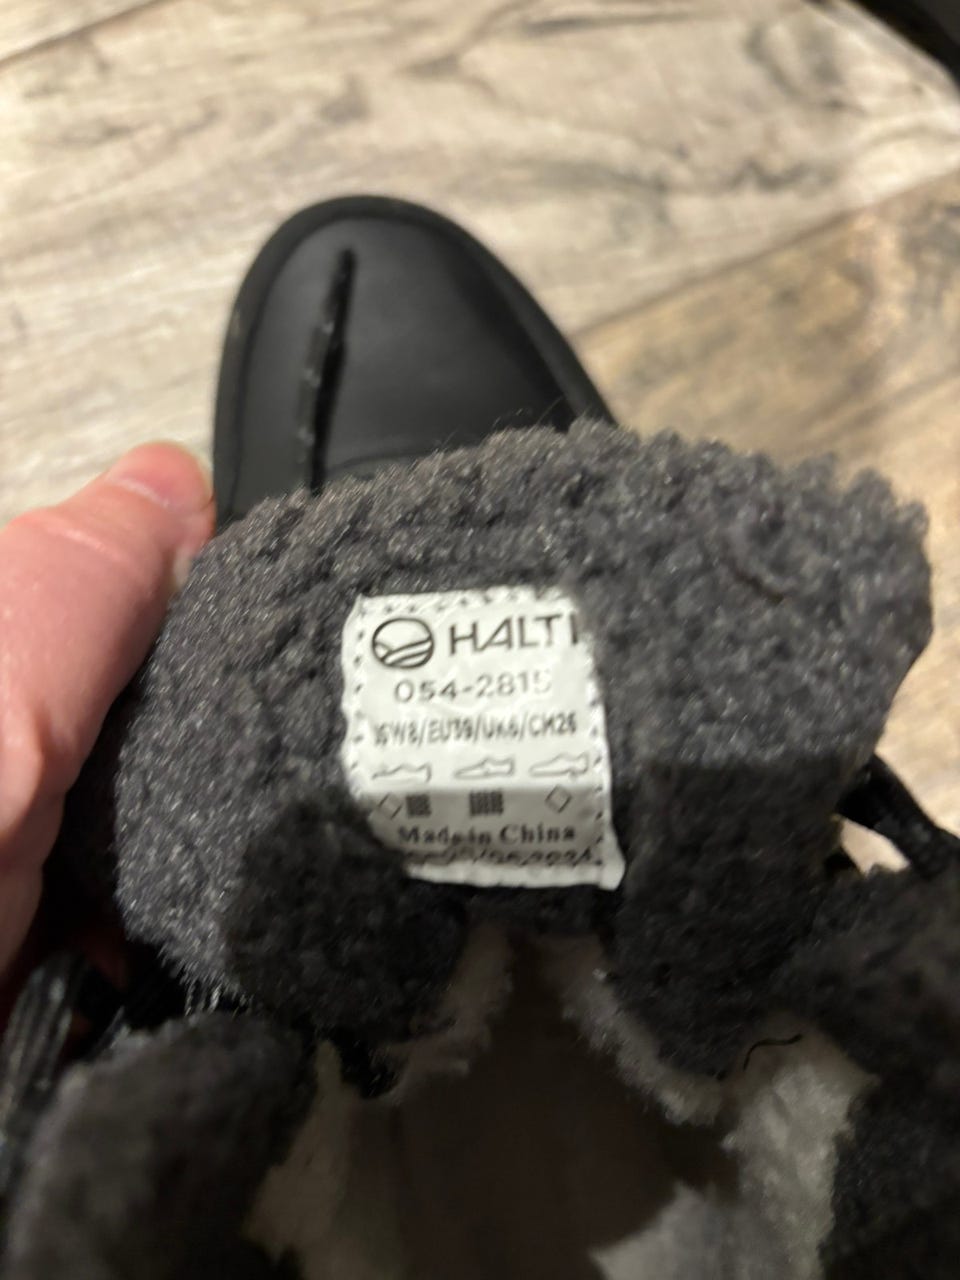 HALTI
054-2815
USW8/EU39/UK6/CM26
Made in China